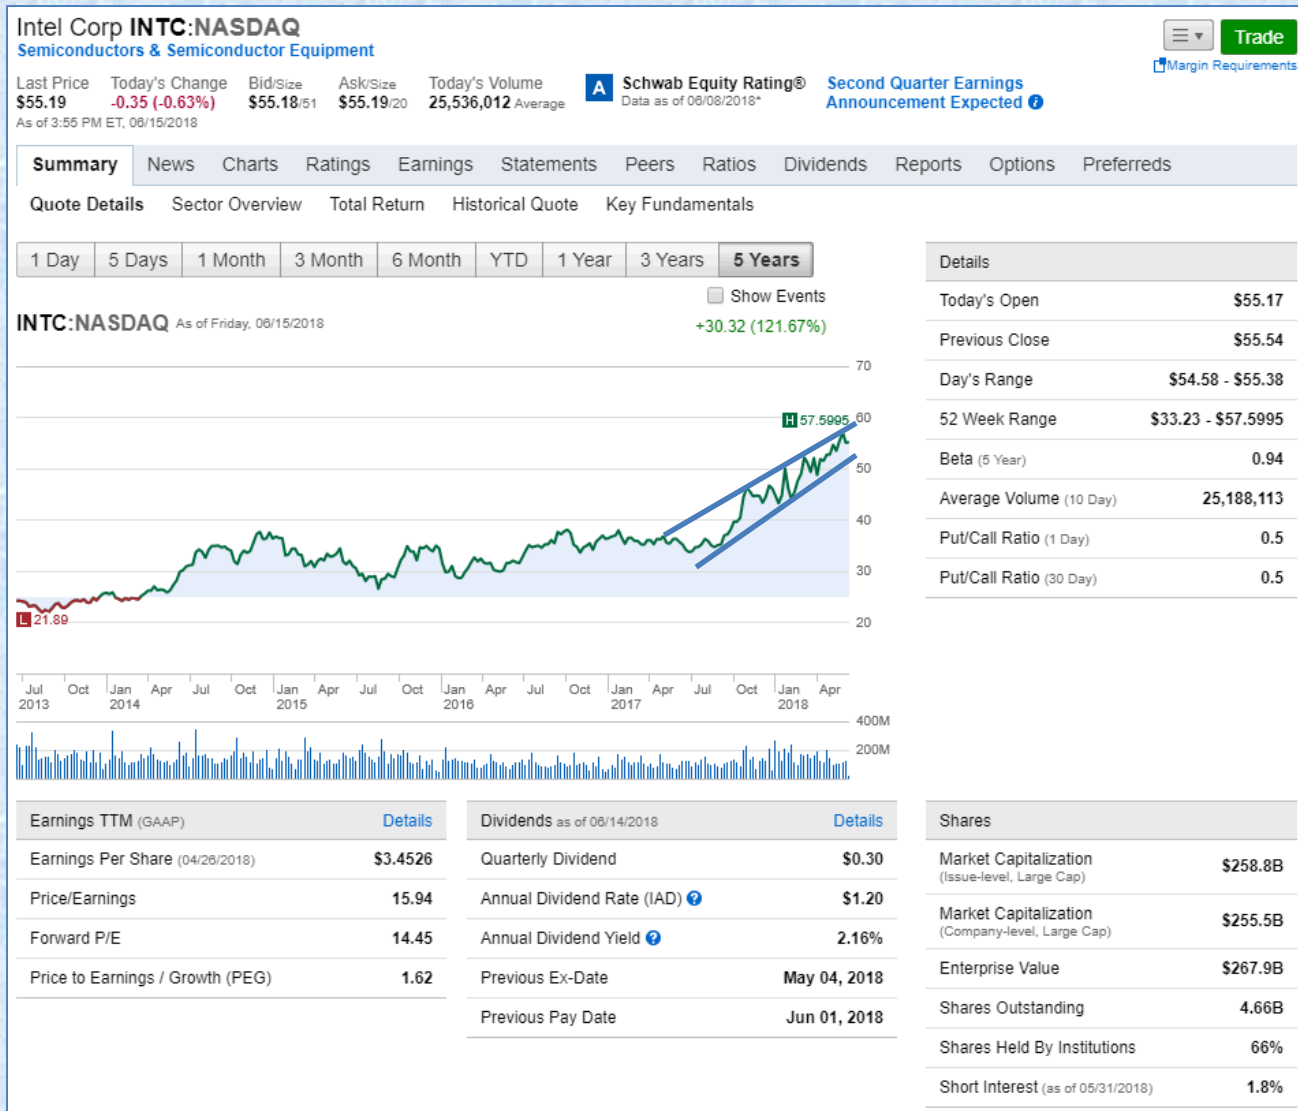 Intel Corp INTC:NASDAQ
Semiconductors & Semiconductor Equipment
Trade
Margin Requirements
Last Price Today's Change Bid/Size Ask/Size Today's Volume
$55.19 -0.35 (-0.63%) $55.18/51 $55.19/20 25,536,012 Average
As of 3:55 PM ET, 06/15/2018
A Schwab Equity Rating®
Data as of 06/08/2018*
Second Quarter Earnings
Announcement Expected i
Summary News Charts Ratings Earnings Statements Peers Ratios Dividends Reports Options Preferreds
Quote Details Sector Overview Total Return Historical Quote Key Fundamentals
1 Day 5 Days 1 Month 3 Month 6 Month YTD 1 Year 3 Years 5 Years
Show Events
INTC:NASDAQ As of Friday, 06/15/2018
+30.32 (121.67%)
70
H 57.5995 60
50
40
30
L 21.89
20
Jul Oct Jan Apr Jul Oct Jan Apr Jul Oct Jan Apr Jul Oct Jan Apr Jul Oct Jan Apr
2013 2014 2015 2016 2017 2018
400M
200M
Details
Today's Open $55.17
Previous Close $55.54
Day's Range $54.58 - $55.38
52 Week Range $33.23 - $57.5995
Beta (5 Year) 0.94
Average Volume (10 Day) 25,188,113
Put/Call Ratio (1 Day) 0.5
Put/Call Ratio (30 Day) 0.5
Earnings TTM (GAAP) Details
Earnings Per Share (04/26/2018) $3.4526
Price/Earnings 15.94
Forward P/E 14.45
Price to Earnings / Growth (PEG) 1.62
Dividends as of 06/14/2018 Details
Quarterly Dividend $0.30
Annual Dividend Rate (IAD) ? $1.20
Annual Dividend Yield ? 2.16%
Previous Ex-Date May 04, 2018
Previous Pay Date Jun 01, 2018
Shares
Market Capitalization $258.8B
(Issue-level, Large Cap)
Market Capitalization $255.5B
(Company-level, Large Cap)
Enterprise Value $267.9B
Shares Outstanding 4.66B
Shares Held By Institutions 66%
Short Interest (as of 05/31/2018) 1.8%